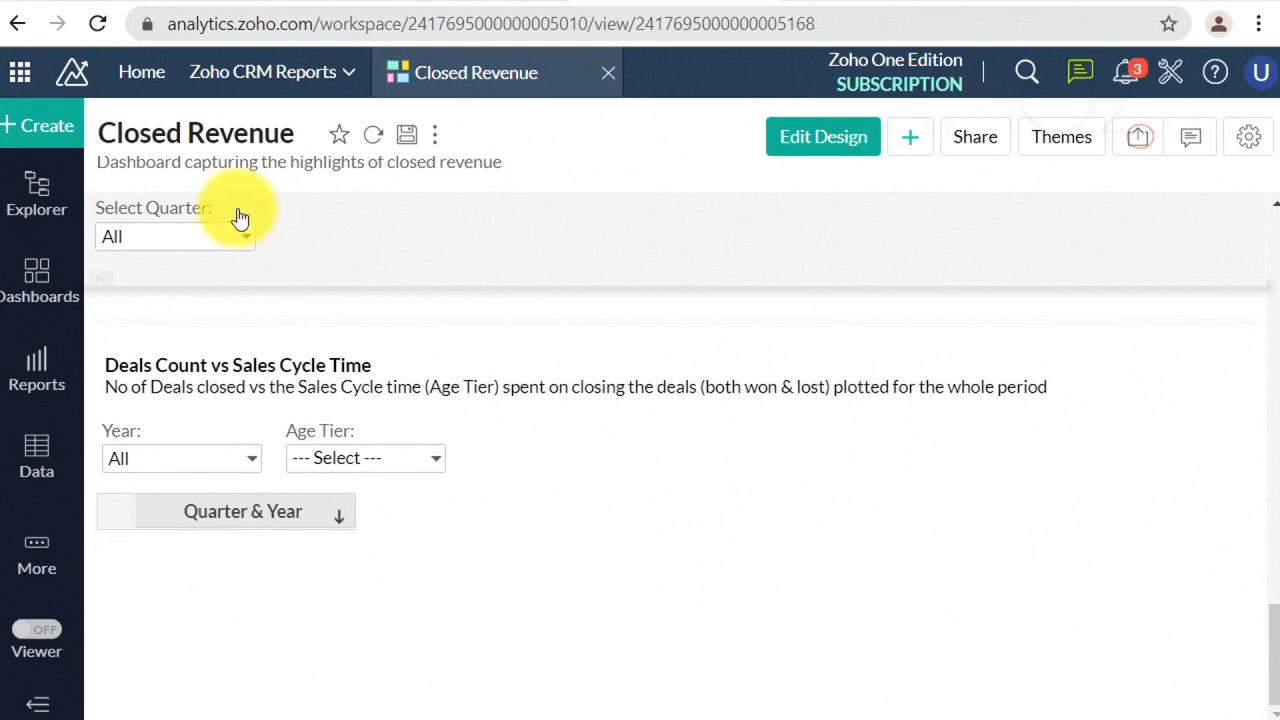 analytics.zoho.com/workspace/2417695000000005010/view/2417695000000005168
Home
Zoho CRM Reports
Closed Revenue
Zoho One Edition
SUBSCRIPTION
3
U
+ Create
Closed Revenue
Dashboard capturing the highlights of closed revenue
Edit Design
Share
Themes
Explorer
Dashboards
Reports
Data
More
OFF
Viewer
Select Quarter:
All
Deals Count vs Sales Cycle Time
No of Deals closed vs the Sales Cycle time (Age Tier) spent on closing the deals (both won & lost) plotted for the whole period
Year:
Age Tier:
All
--- Select ---
Quarter & Year